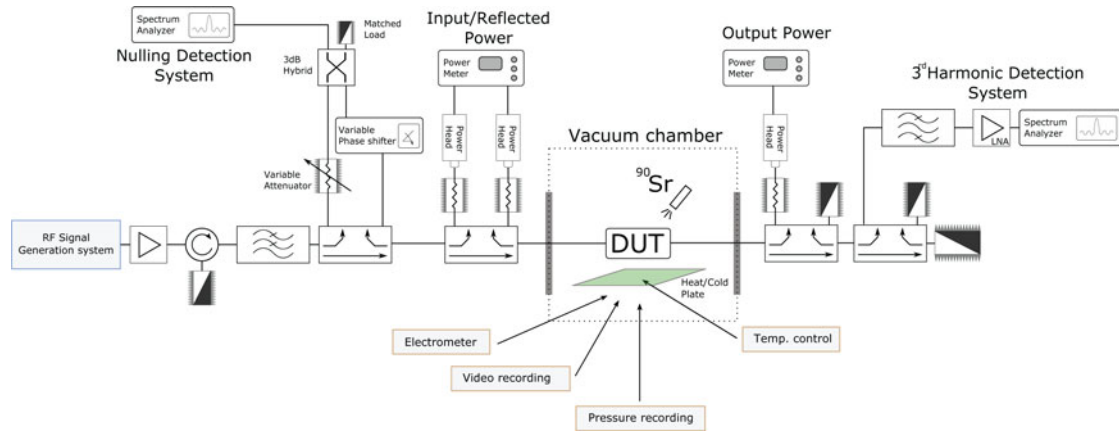 Spectrum
Analyzer
Nulling Detection
System
Matched
Load
3dB
Hybrid
Variable
Phase shifter
Variable
Attenuator
Input/Reflected
Power
Power
Meter
Power
Head
Power
Head
Output Power
Power
Meter
Power
Head
3rdHarmonic Detection
System
LNA
Spectrum
Analyzer
Vacuum chamber
90Sr
RF Signal
Generation system
DUT
Heat/Cold
Plate
Electrometer
Temp. control
Video recording
Pressure recording